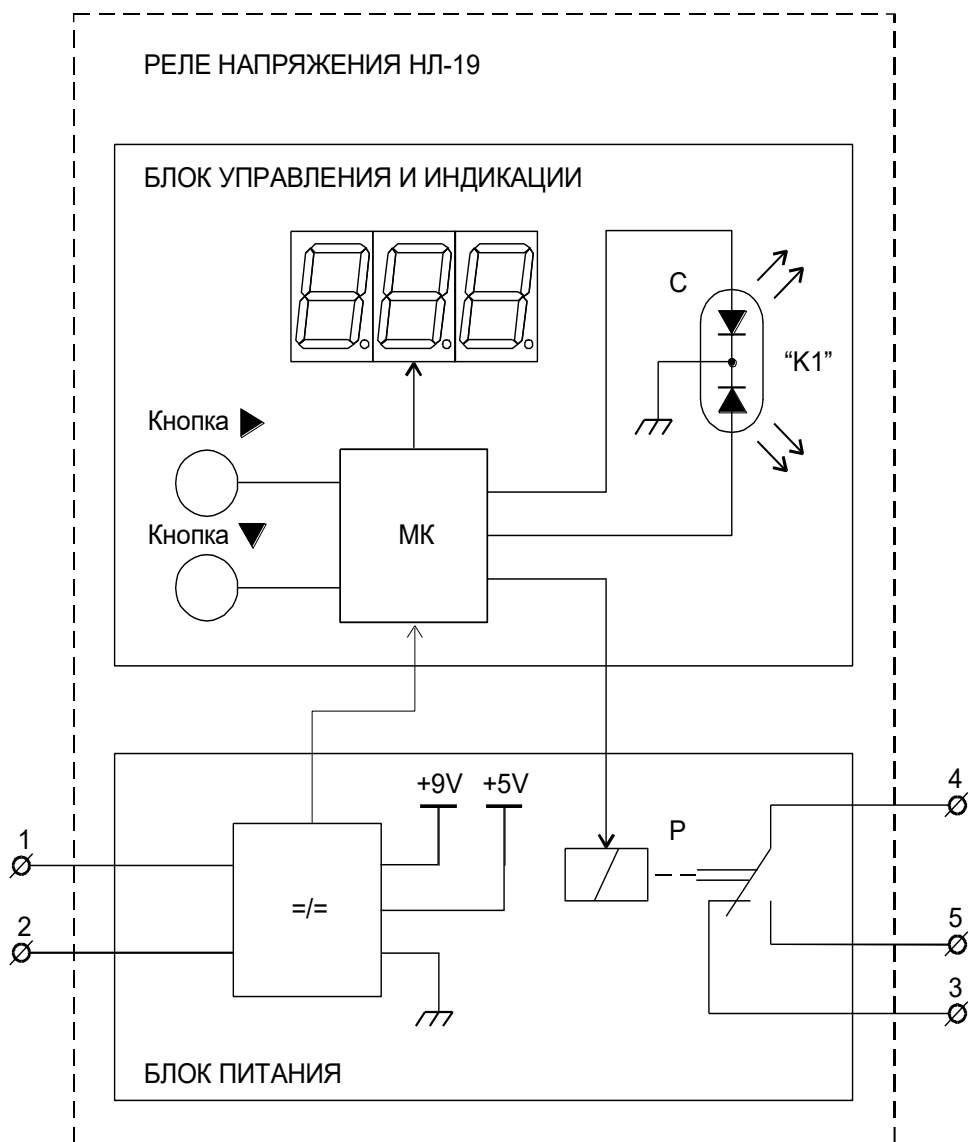 РЕЛЕ НАПРЯЖЕНИЯ НЛ-19
БЛОК УПРАВЛЕНИЯ И ИНДИКАЦИИ
С
“К1”
Кнопка
Кнопка
МК
+9V +5V
4
1
Р
=/=
2
5
3
БЛОК ПИТАНИЯ